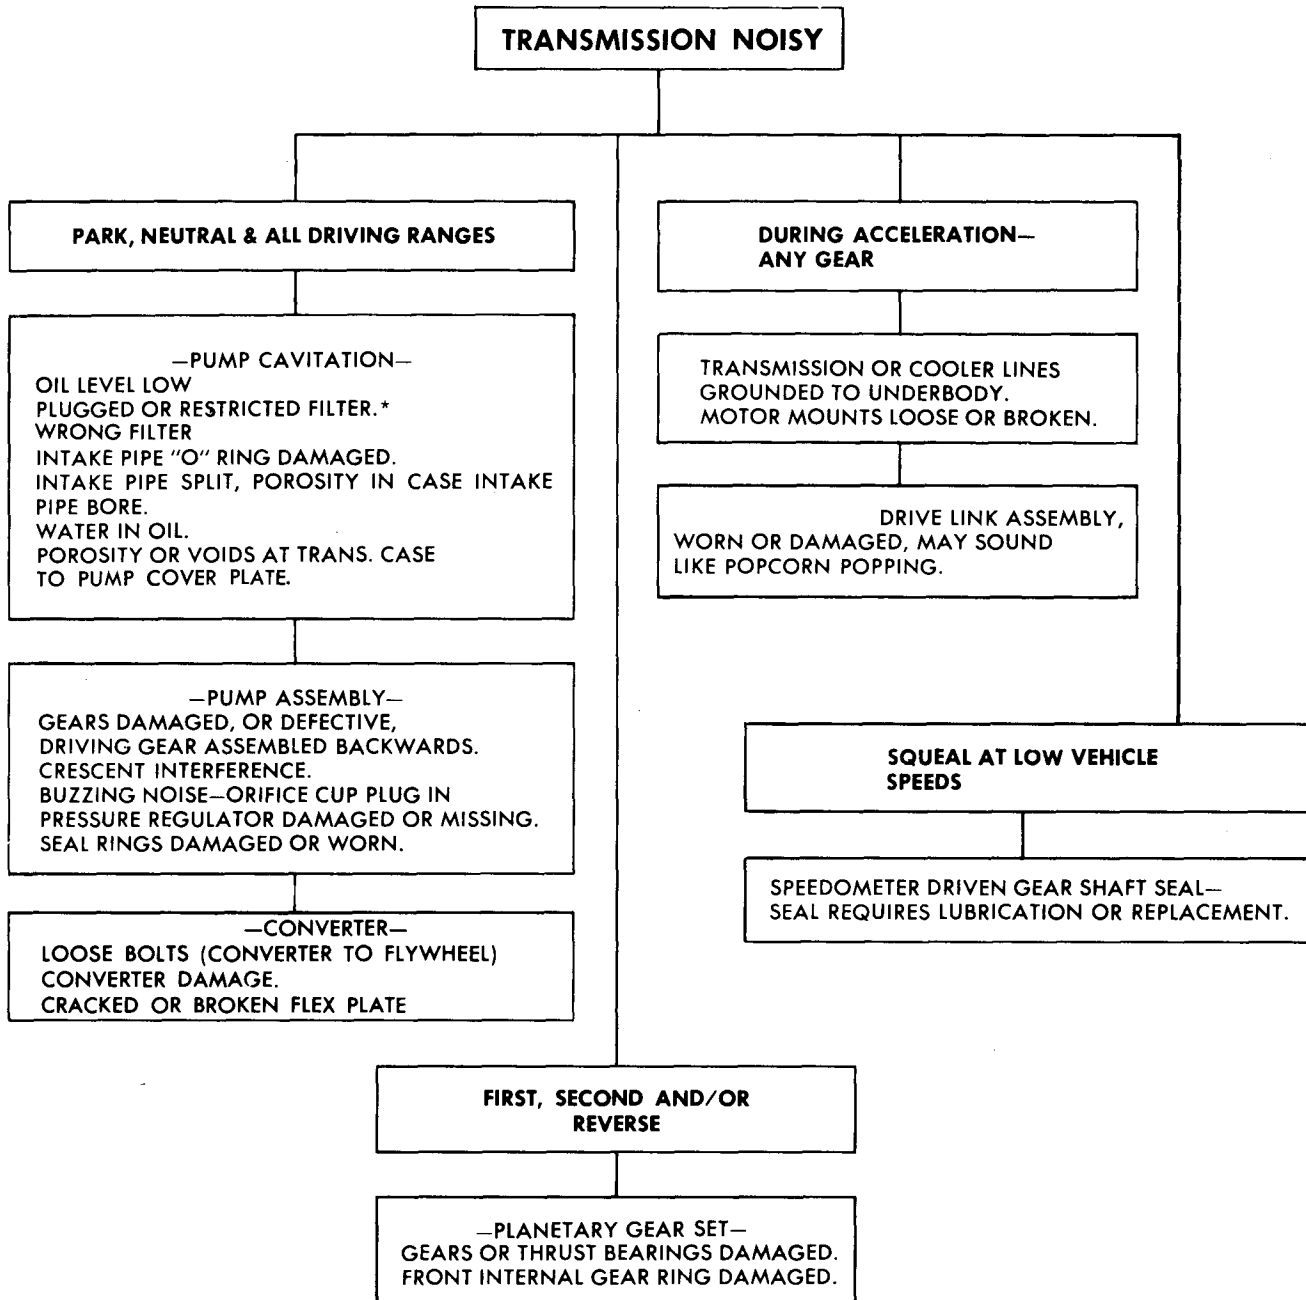 TRANSMISSION NOISY
PARK, NEUTRAL & ALL DRIVING RANGES
—PUMP CAVITATION—
OIL LEVEL LOW
PLUGGED OR RESTRICTED FILTER.*
WRONG FILTER
INTAKE PIPE "O" RING DAMAGED.
INTAKE PIPE SPLIT, POROSITY IN CASE INTAKE
PIPE BORE.
WATER IN OIL.
POROSITY OR VOIDS AT TRANS. CASE
TO PUMP COVER PLATE.
—PUMP ASSEMBLY—
GEARS DAMAGED, OR DEFECTIVE,
DRIVING GEAR ASSEMBLED BACKWARDS.
CRESCENT INTERFERENCE.
BUZZING NOISE—ORIFICE CUP PLUG IN
PRESSURE REGULATOR DAMAGED OR MISSING.
SEAL RINGS DAMAGED OR WORN.
—CONVERTER—
LOOSE BOLTS (CONVERTER TO FLYWHEEL)
CONVERTER DAMAGE.
CRACKED OR BROKEN FLEX PLATE
FIRST, SECOND AND/OR
REVERSE
—PLANETARY GEAR SET—
GEARS OR THRUST BEARINGS DAMAGED.
FRONT INTERNAL GEAR RING DAMAGED.
DURING ACCELERATION—
ANY GEAR
TRANSMISSION OR COOLER LINES
GROUNDED TO UNDERBODY.
MOTOR MOUNTS LOOSE OR BROKEN.
DRIVE LINK ASSEMBLY,
WORN OR DAMAGED, MAY SOUND
LIKE POPCORN POPPING.
SQUEAL AT LOW VEHICLE
SPEEDS
SPEEDOMETER DRIVEN GEAR SHAFT SEAL—
SEAL REQUIRES LUBRICATION OR REPLACEMENT.